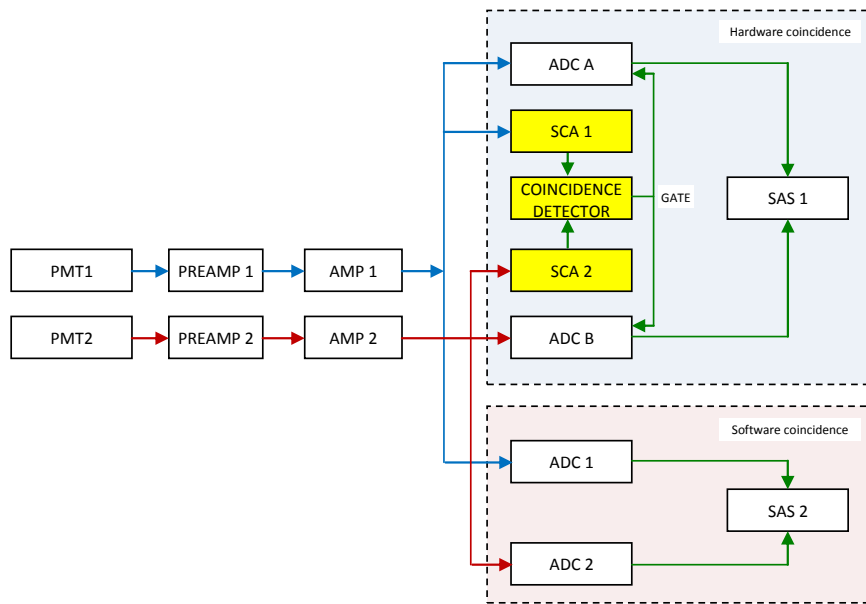 Hardware coincidence
ADC A
SCA 1
COINCIDENCE
DETECTOR
GATE
SAS 1
SCA 2
PMT1
PREAMP 1
AMP 1
PMT2
PREAMP 2
AMP 2
ADC B
Software coincidence
ADC 1
SAS 2
ADC 2